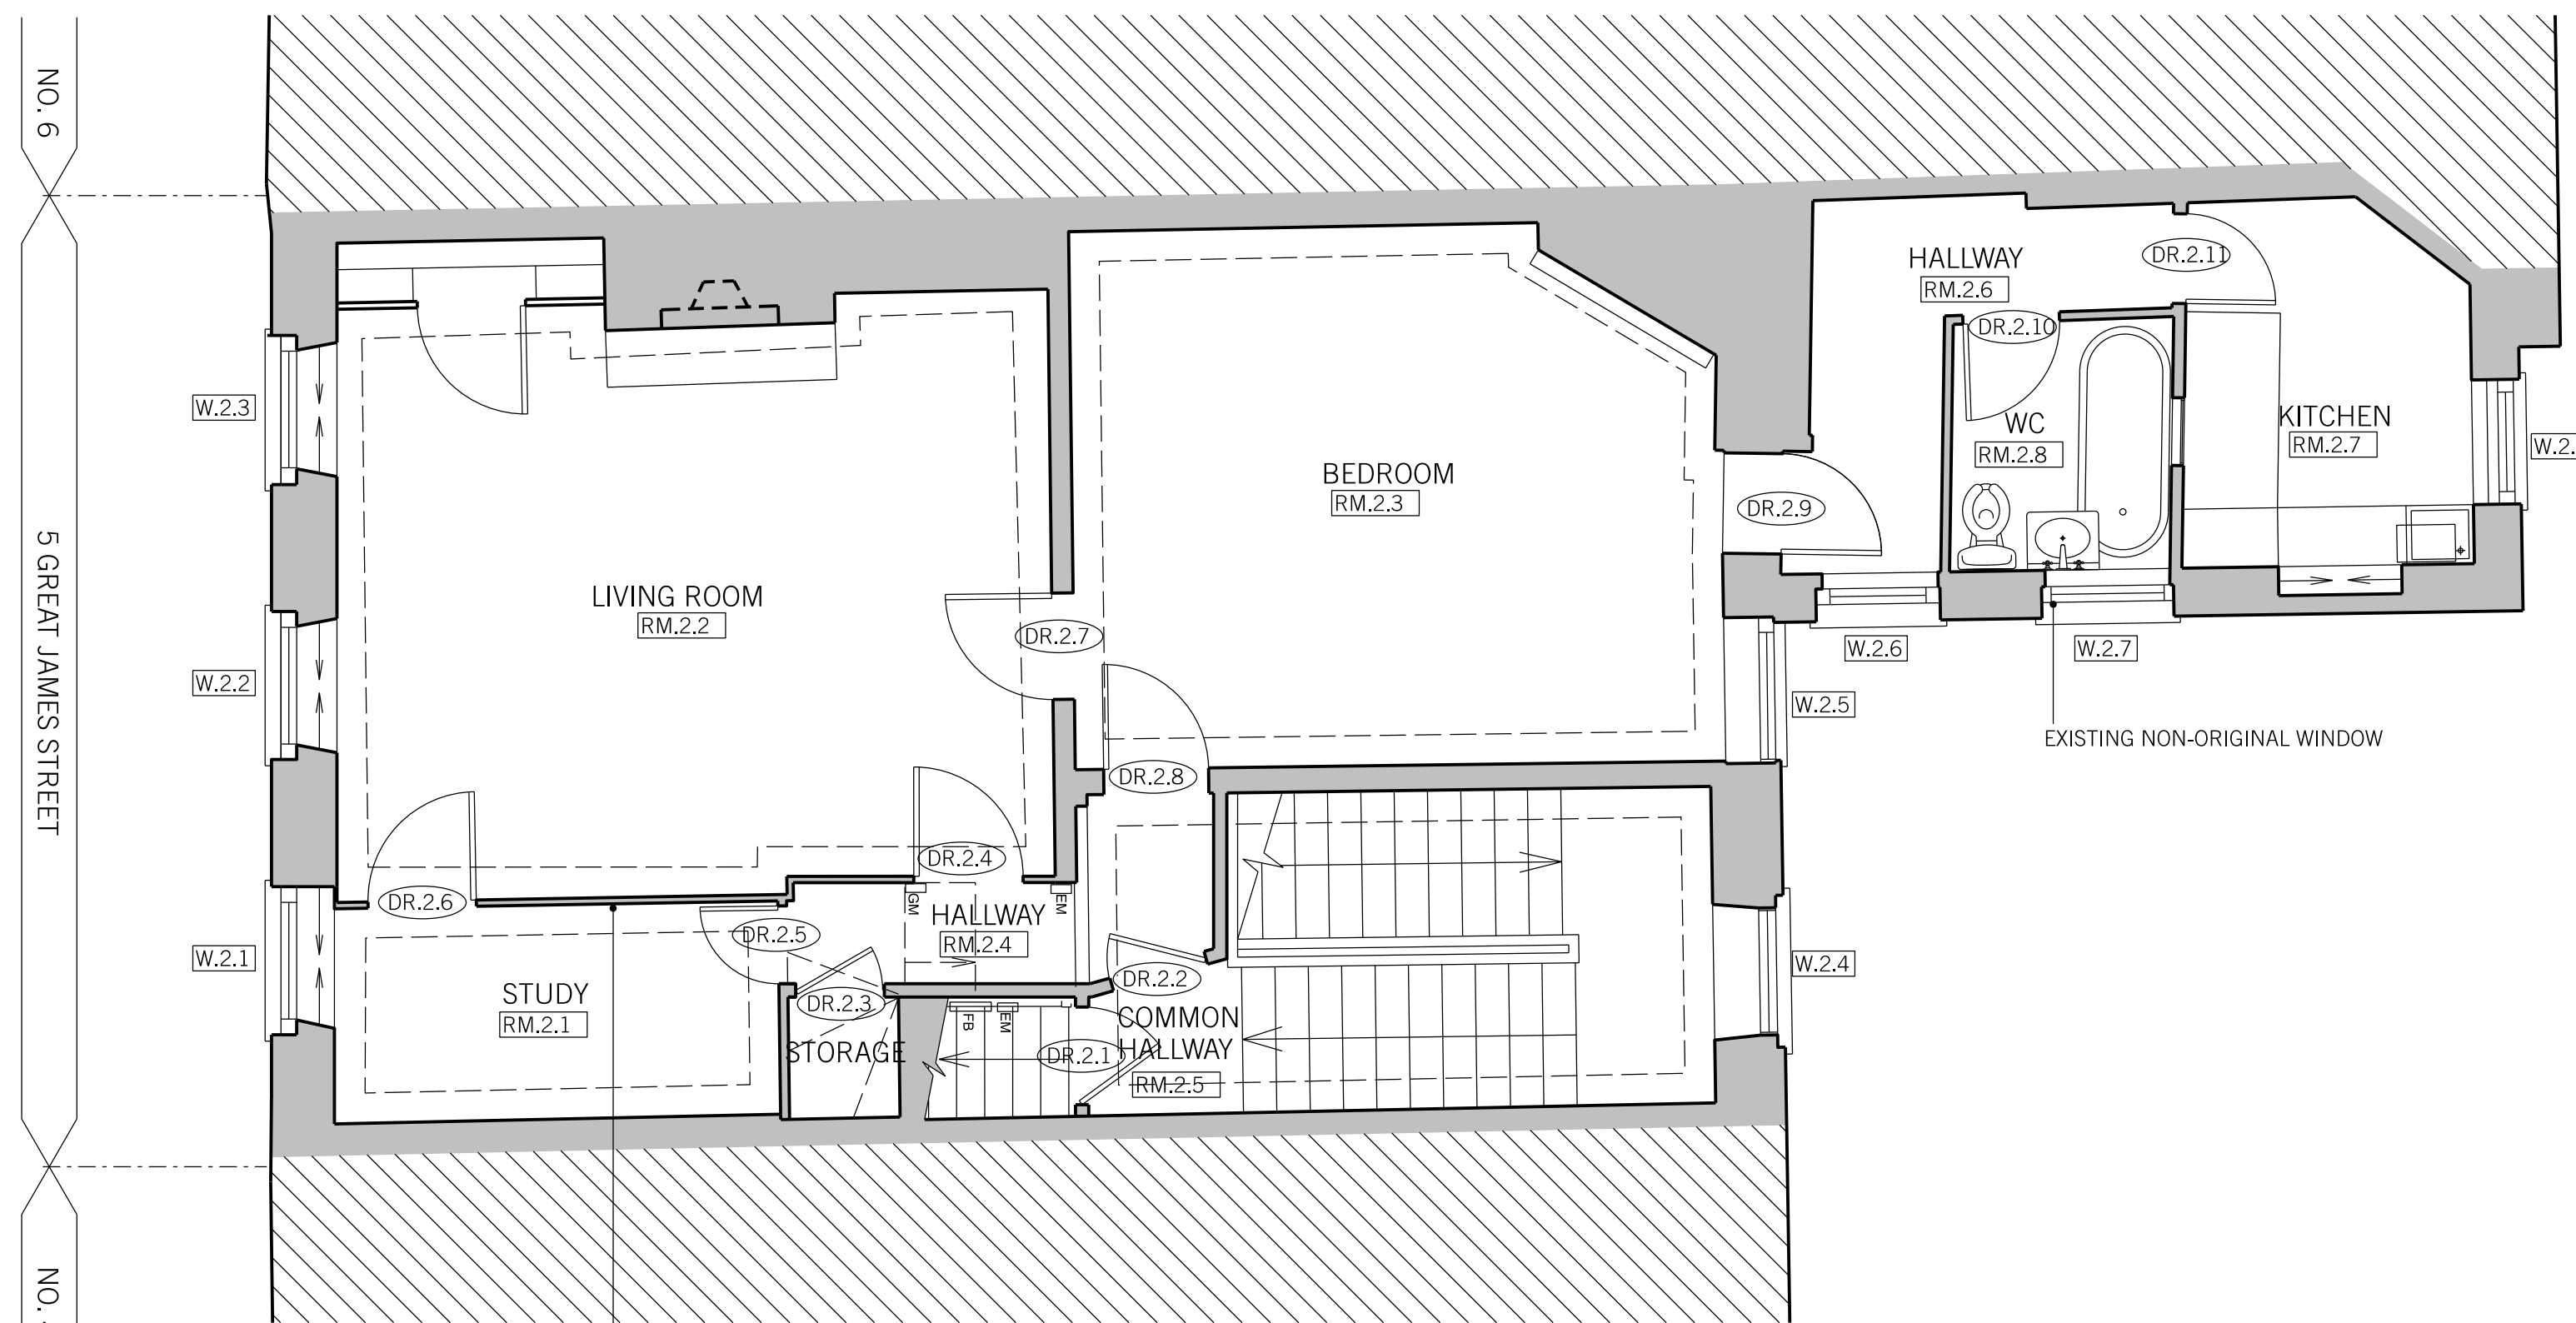 NO. 6
5 GREAT JAMES STREET
NO.
HALLWAY
RM.2.6
DR.2.11
DR.2.10
WC
RM.2.8
KITCHEN
RM.2.7
W.2.
W.2.3
BEDROOM
RM.2.3
DR.2.9
LIVING ROOM
RM.2.2
DR.2.7
W.2.6
W.2.7
W.2.2
W.2.5
EXISTING NON-ORIGINAL WINDOW
DR.2.8
DR.2.4
DR.2.6
GM
EM
HALLWAY
RM.2.4
DR.2.5
W.2.1
W.2.4
DR.2.2
STUDY
RM.2.1
DR.2.3
FB
EM
COMMON
HALLWAY
RM.2.5
STORAGE
DR.2.1